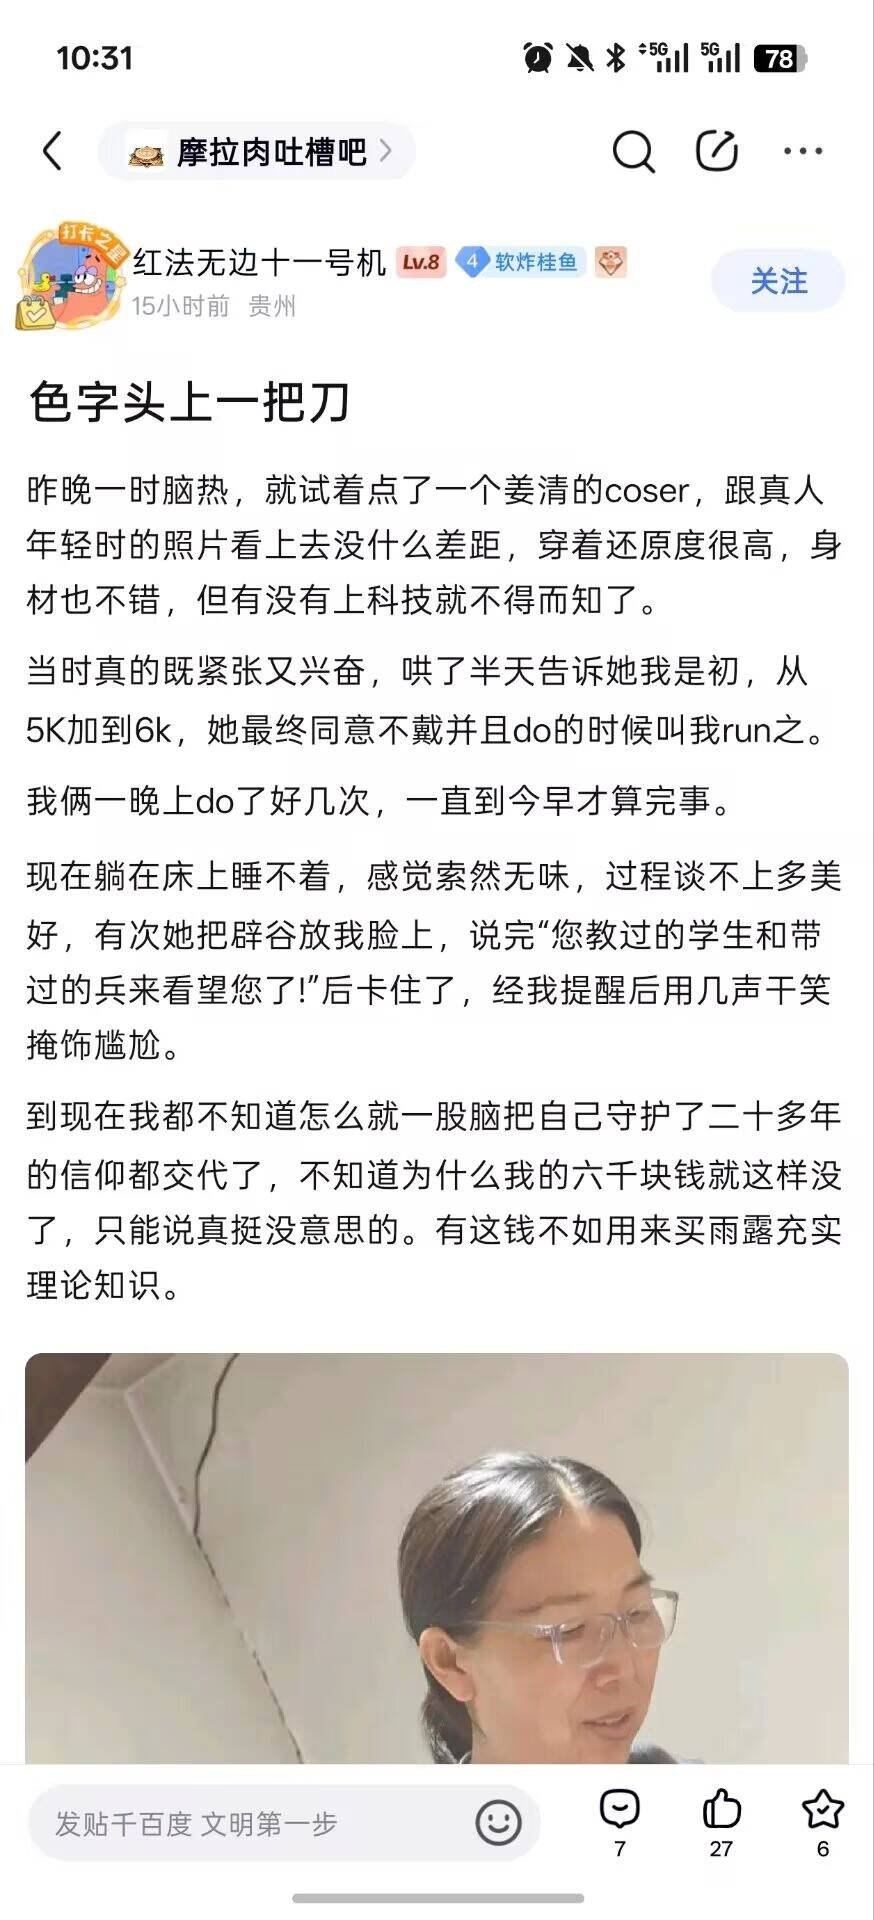 10:31
5G 5G 78
摩拉肉吐槽吧
打卡之星
红法无边十一号机 Lv.8 4 软炸桂鱼
15小时前 贵州
关注
色字头上一把刀
昨晚一时脑热，就试着点了一个姜清的coser，跟真人
年轻时的照片看上去没什么差距，穿着还原度很高，身
材也不错，但有没有上科技就不得而知了。
当时真的既紧张又兴奋，哄了半天告诉她我是初，从
5K加到6k，她最终同意不戴并且do的时候叫我run之。
我俩一晚上do了好几次，一直到今早才算完事。
现在躺在床上睡不着，感觉索然无味，过程谈不上多美
好，有次她把辟谷放我脸上，说完“您教过的学生和带
过的兵来看望您了!”后卡住了，经我提醒后用几声干笑
掩饰尴尬。
到现在我都不知道怎么就一股脑把自己守护了二十多年
的信仰都交代了，不知道为什么我的六千块钱就这样没
了，只能说真挺没意思的。有这钱不如用来买雨露充实
理论知识。
发贴千百度 文明第一步
7 27 6